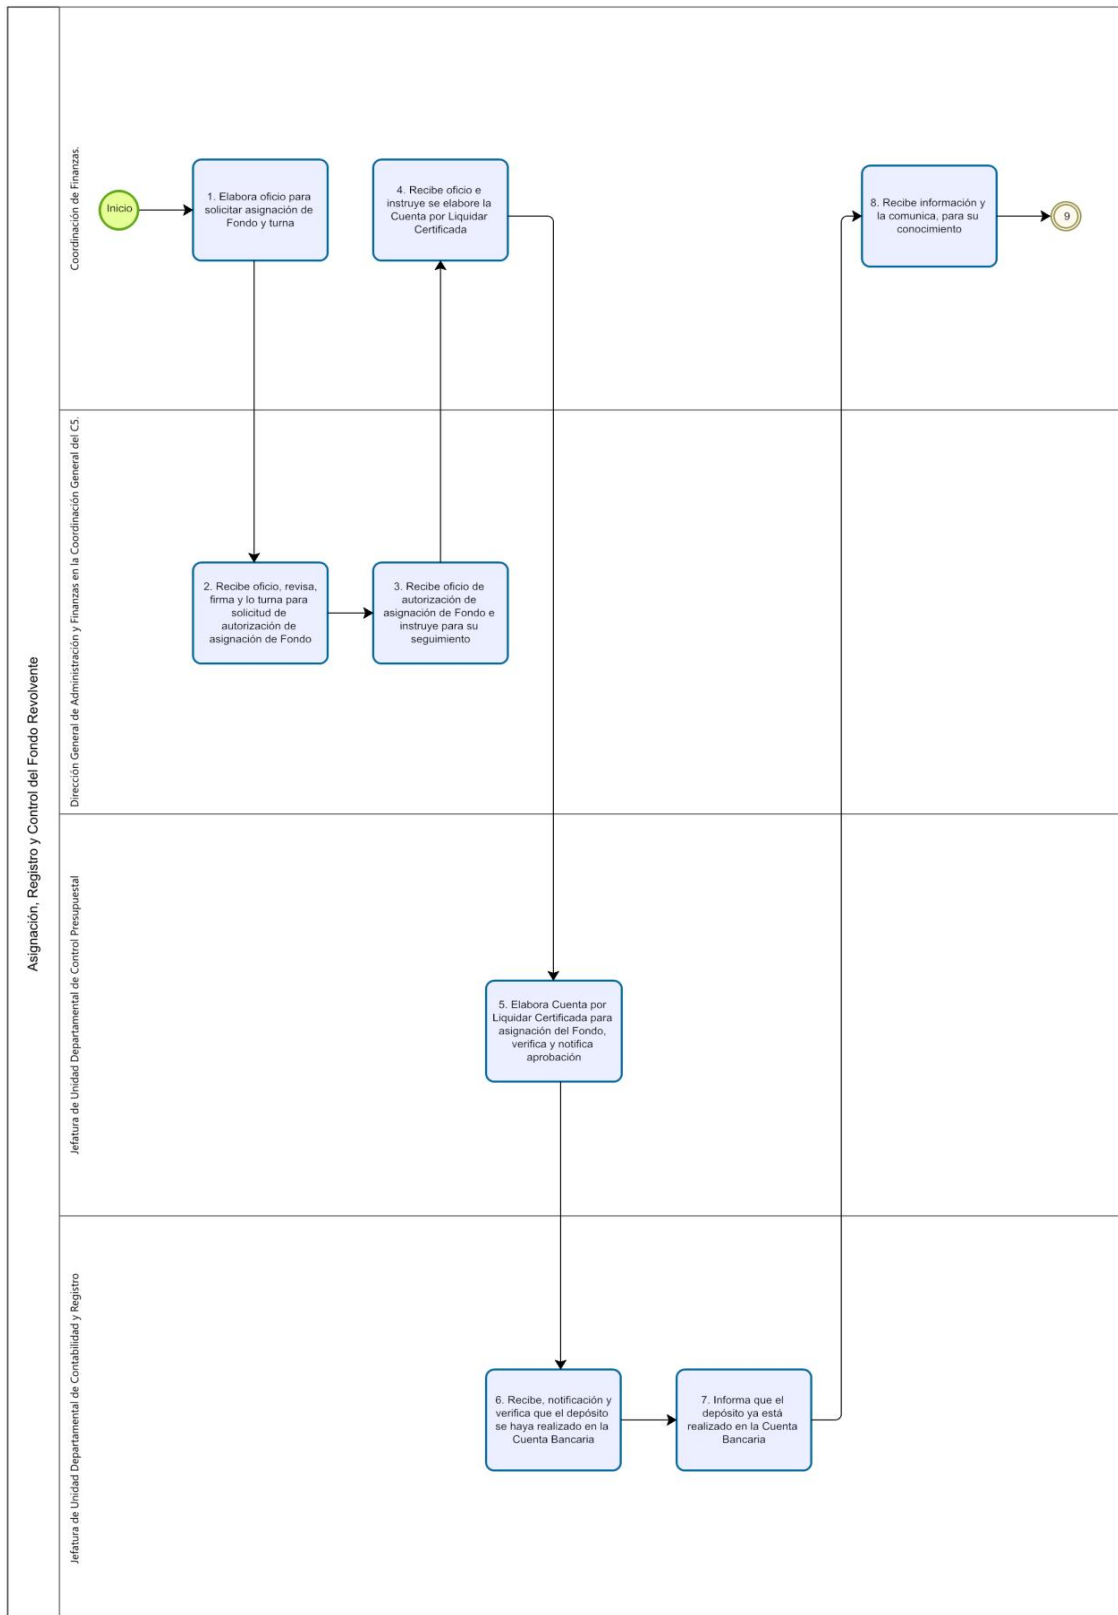 Asignación, Registro y Control del Fondo Revolvente
Coordinación de Finanzas.
Inicio
1. Elabora oficio para
solicitar asignación de
Fondo y turna
4. Recibe oficio e
instruye se elabore la
Cuenta por Liquidar
Certificada
8. Recibe información y
la comunica, para su
conocimiento
9
Dirección General de Administración y Finanzas en la Coordinación General del C5.
2. Recibe oficio, revisa,
firma y lo turna para
solicitud de
autorización de
asignación de Fondo
3. Recibe oficio de
autorización de
asignación de Fondo e
instruye para su
seguimiento
Jefatura de Unidad Departamental de Control Presupuestal
5. Elabora Cuenta por
Liquidar Certificada para
asignación del Fondo,
verifica y notifica
aprobación
Jefatura de Unidad Departamental de Contabilidad y Registro
6. Recibe, notificación y
verifica que el depósito
se haya realizado en la
Cuenta Bancaria
7. Informa que el
depósito ya está
realizado en la Cuenta
Bancaria